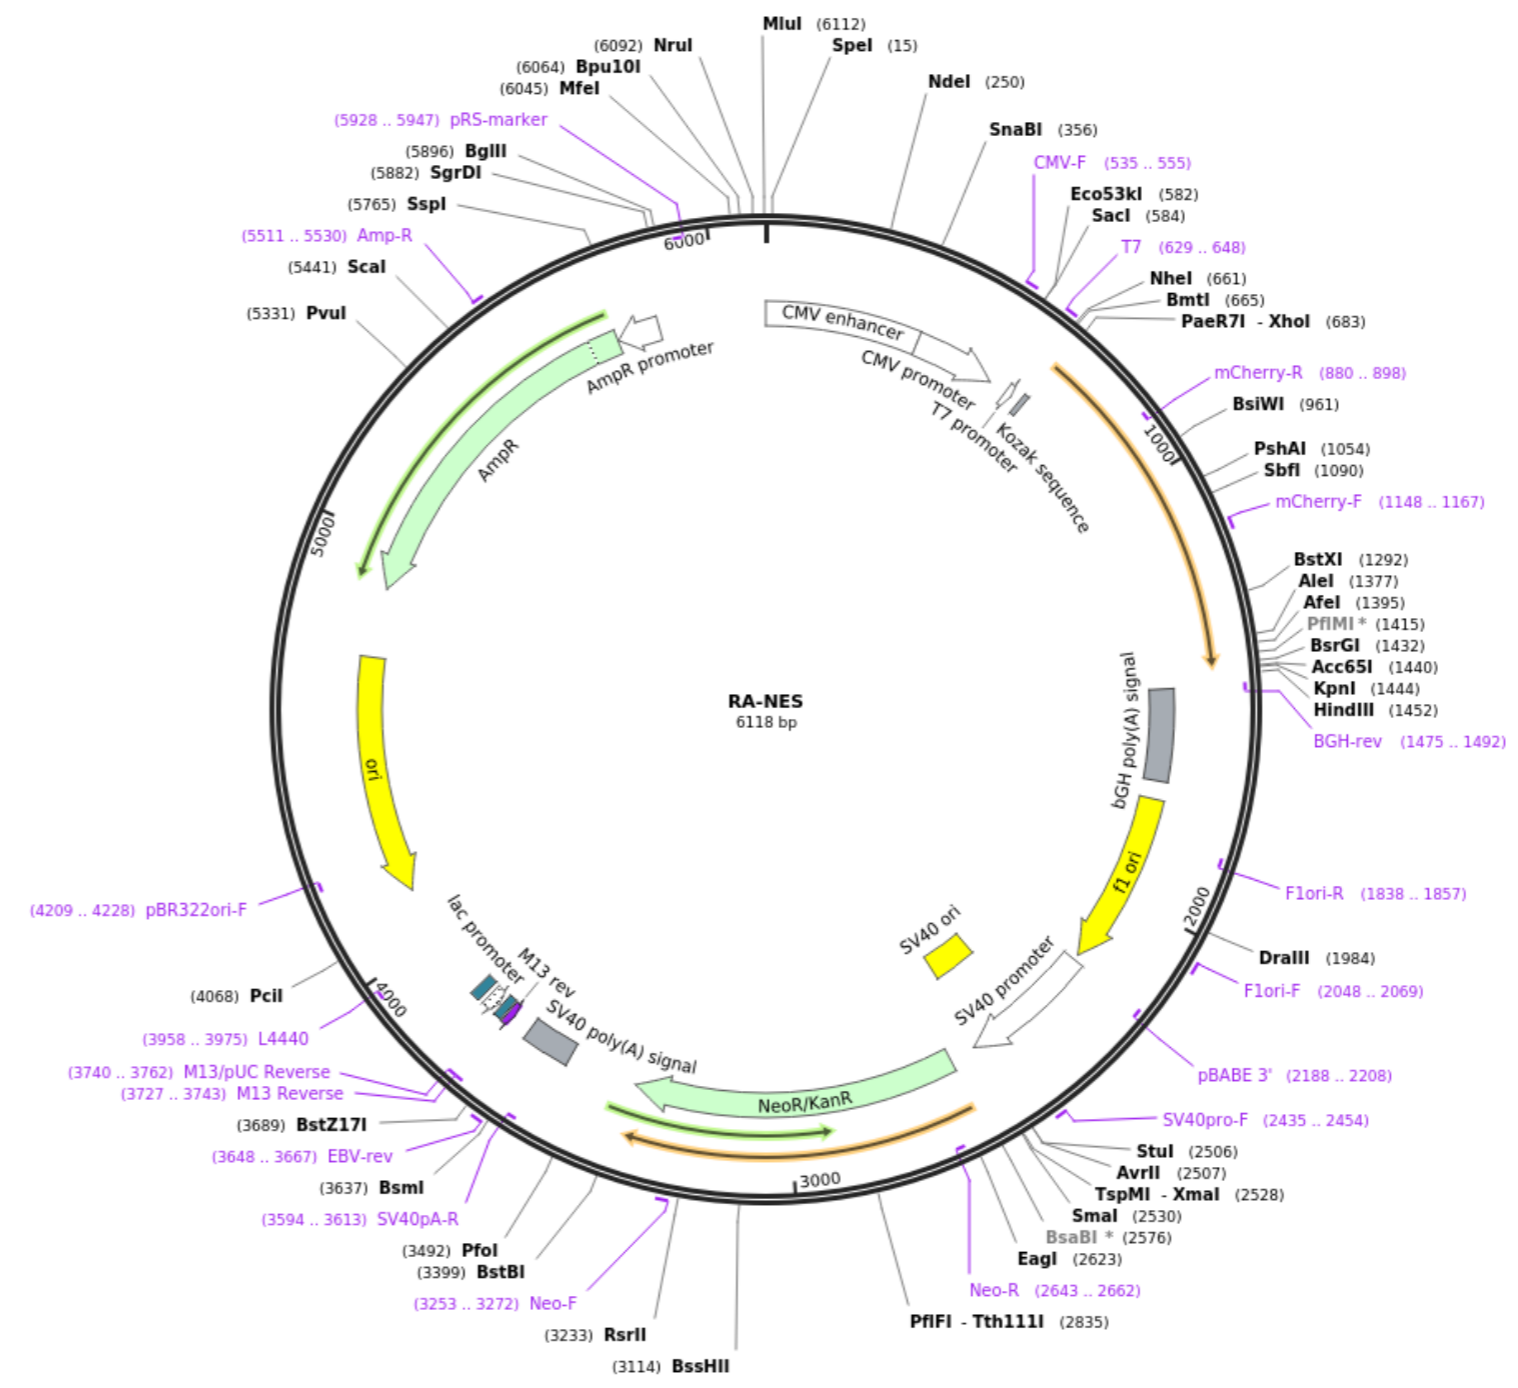 MluI (6112)
SpeI (15)
NdeI (250)
SnaBI (356)
CMV-F (535 .. 555)
Eco53kI (582)
SacI (584)
T7 (629 .. 648)
NheI (661)
BmtI (665)
PaeR7I - XhoI (683)
mCherry-R (880 .. 898)
BsiWI (961)
1000
PshAI (1054)
SbfI (1090)
mCherry-F (1148 .. 1167)
BstXI (1292)
AleI (1377)
AfeI (1395)
PflMI * (1415)
BsrGI (1432)
Acc65I (1440)
KpnI (1444)
HindIII (1452)
BGH-rev (1475 .. 1492)
F1ori-R (1838 .. 1857)
2000
DraIII (1984)
F1ori-F (2048 .. 2069)
pBABE 3' (2188 .. 2208)
SV40pro-F (2435 .. 2454)
StuI (2506)
AvrII (2507)
TspMI - XmaI (2528)
SmaI (2530)
BsaBI * (2576)
EagI (2623)
Neo-R (2643 .. 2662)
PflFI - Tth111I (2835)
3000
(3114) BssHII
(3233) RsrII
(3253 .. 3272) Neo-F
(3399) BstBI
(3492) PfoI
(3594 .. 3613) SV40pA-R
(3637) BsmI
(3648 .. 3667) EBV-rev
(3689) BstZ17I
(3727 .. 3743) M13 Reverse
(3740 .. 3762) M13/pUC Reverse
(3958 .. 3975) L4440
4000
(4068) PciI
(4209 .. 4228) pBR322ori-F
5000
(5331) PvuI
(5441) ScaI
(5511 .. 5530) Amp-R
(5765) SspI
(5882) SgrDI
(5896) BglII
(5928 .. 5947) pRS-marker
6000
(6045) MfeI
(6064) Bpu10I
(6092) NruI
CMV enhancer
CMV promoter
T7 promoter
Kozak sequence
bGH poly(A) signal
f1 ori
SV40 ori
SV40 promoter
NeoR/KanR
SV40 poly(A) signal
M13 rev
lac promoter
ori
AmpR
AmpR promoter
RA-NES
6118 bp